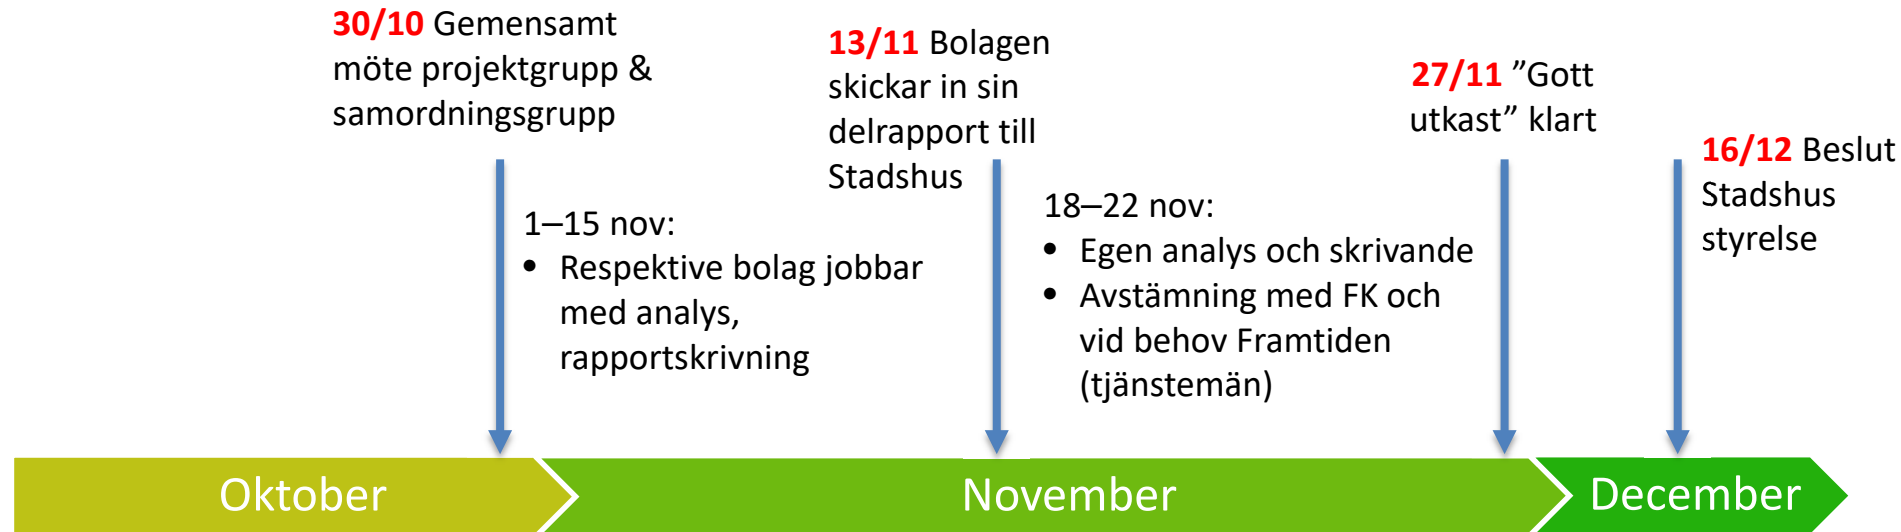 30/10 Gemensamt
möte projektgrupp &
samordningsgrupp
13/11 Bolagen
skickar in sin
delrapport till
Stadshus
27/11 ”Gott
utkast” klart
16/12 Beslut
Stadshus
styrelse
1–15 nov:
• Respektive bolag jobbar
med analys,
rapportskrivning
18–22 nov:
• Egen analys och skrivande
• Avstämning med FK och
vid behov Framtiden
(tjänstemän)
Oktober
November
December